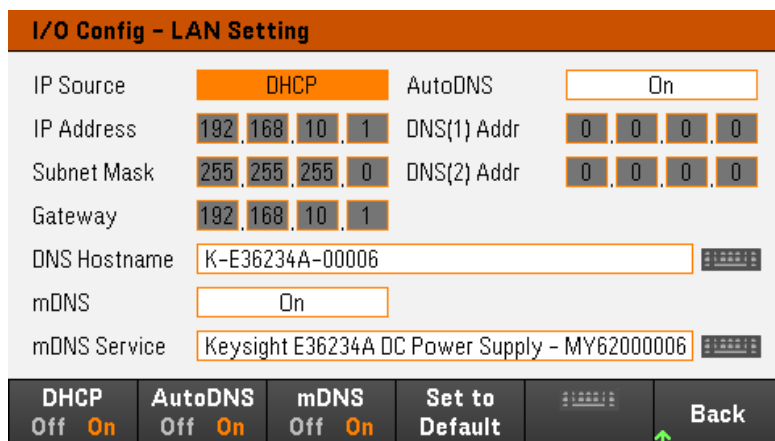 I/O Config - LAN Setting
IP Source DHCP AutoDNS On
IP Address 192.168.10.1 DNS(1) Addr 0.0.0.0
Subnet Mask 255.255.255.0 DNS(2) Addr 0.0.0.0
Gateway 192.168.10.1
DNS Hostname K-E36234A-00006
mDNS On
mDNS Service Keysight E36234A DC Power Supply - MY62000006
DHCP AutoDNS mDNS Set to
Off On Off On Off On Default Back